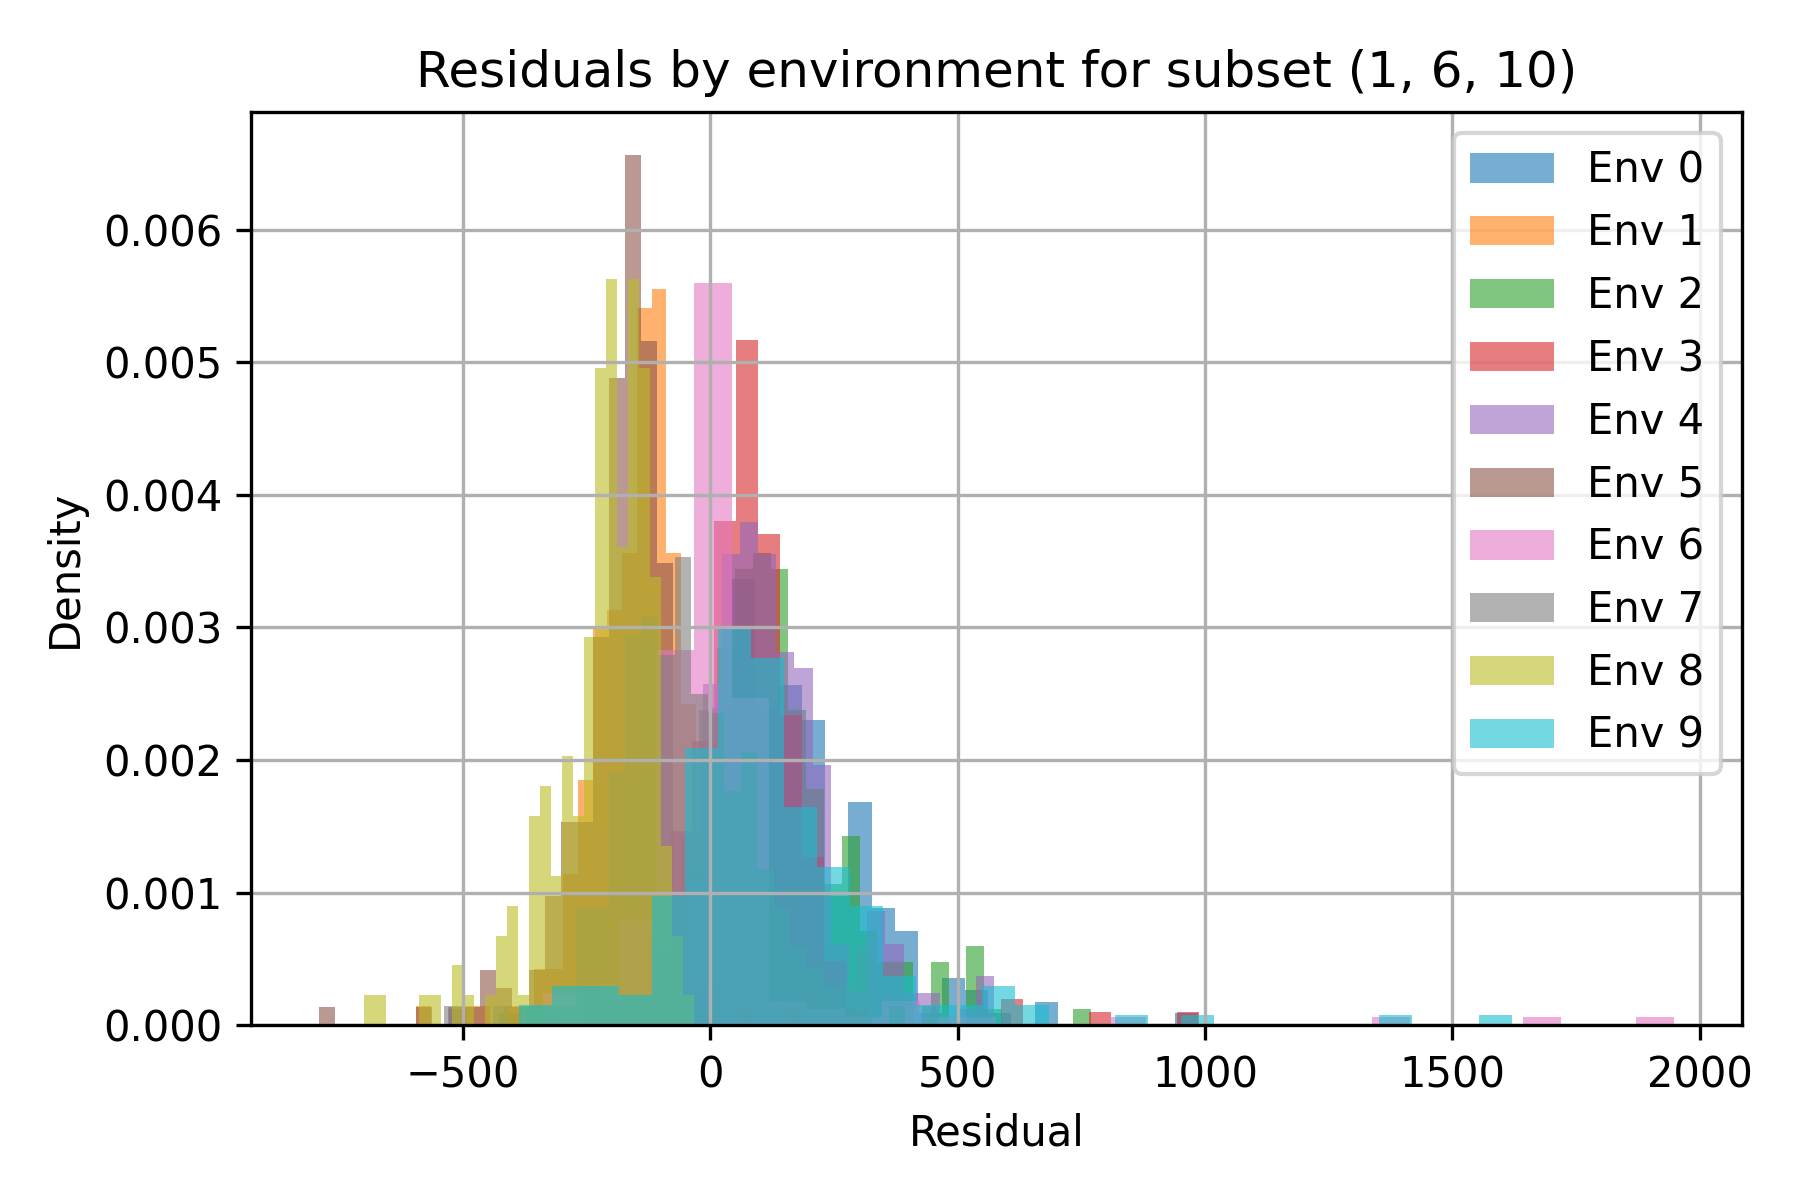 Residuals by environment for subset (1, 6, 10)
Density
0.006
0.005
0.004
0.003
0.002
0.001
0.000
Env 0
Env 1
Env 2
Env 3
Env 4
Env 5
Env 6
Env 7
Env 8
Env 9
−500 0 500 1000 1500 2000
Residual